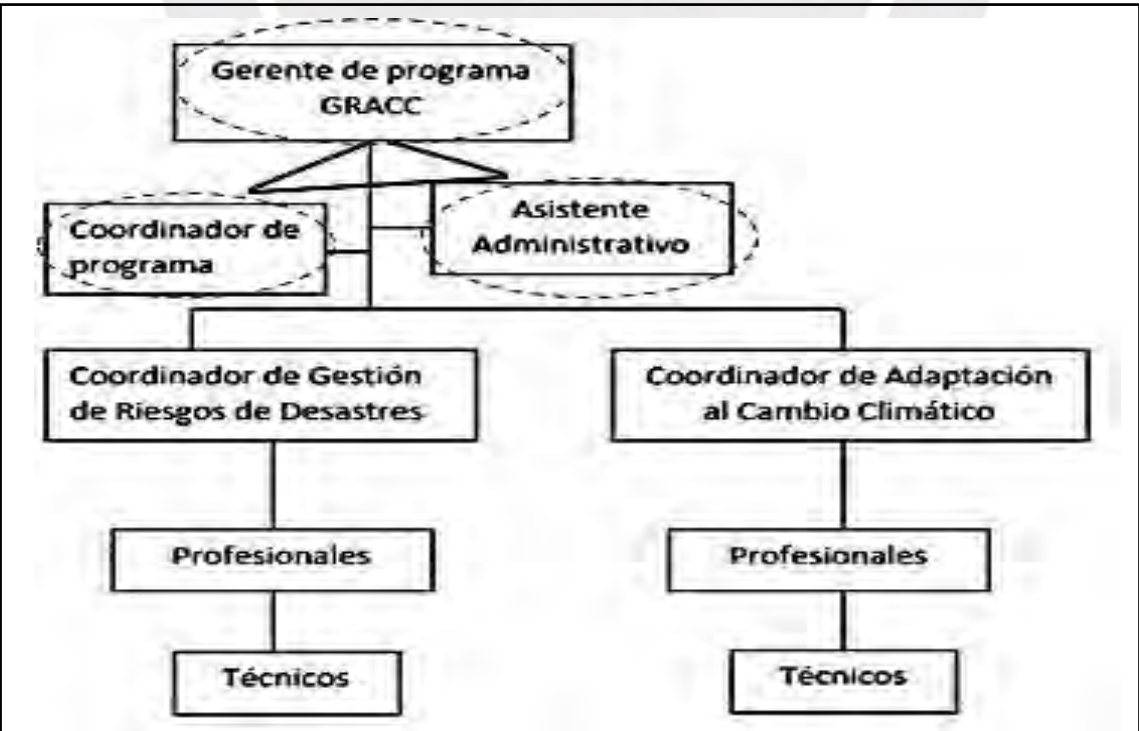 Gerente de programa
GRACC
Coordinador de
programa
Asistente
Administrativo
Coordinador de Gestión
de Riesgos de Desastres
Coordinador de Adaptación
al Cambio Climático
Profesionales
Profesionales
Técnicos
Técnicos